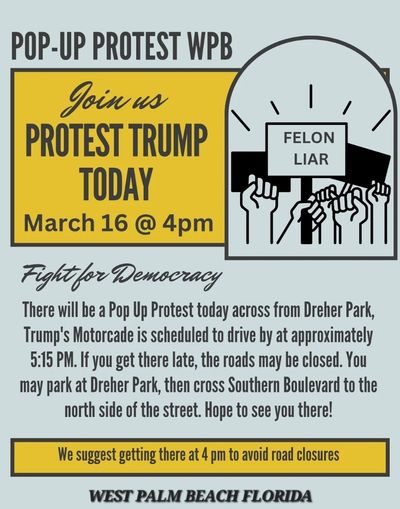 POP-UP PROTEST WPB
Join us
PROTEST TRUMP
TODAY
March 16 @ 4pm
FELON
LIAR
Fight for Democracy
There will be a Pop Up Protest today across from Dreher Park,
Trump's Motorcade is scheduled to drive by at approximately
5:15 PM. If you get there late, the roads may be closed. You
may park at Dreher Park, then cross Southern Boulevard to the
north side of the street. Hope to see you there!
We suggest getting there at 4 pm to avoid road closures
WEST PALM BEACH FLORIDA